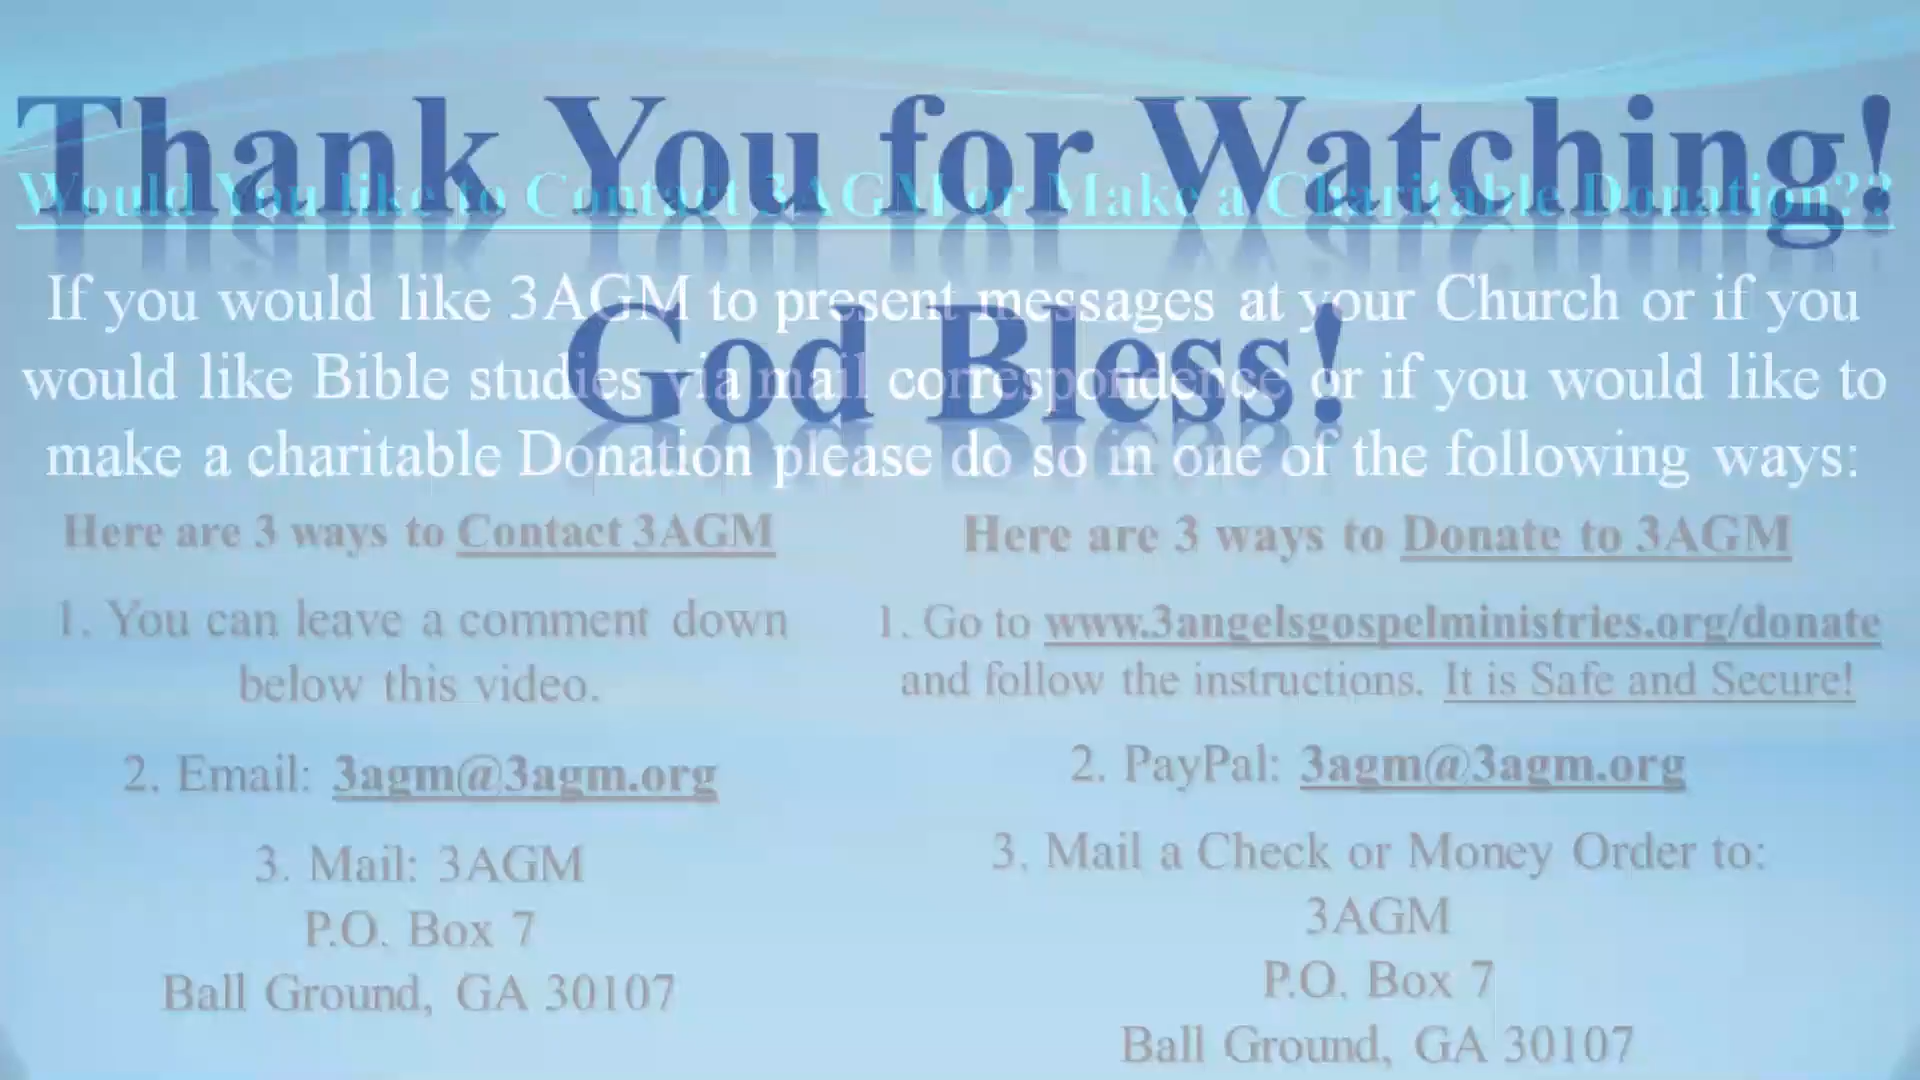 Thank You for Watching!
Would You like to Contact 3AGM or Make a Charitable Donation??
If you would like 3AGM to present messages at your Church or if you
God Bless!
would like Bible studies via mail correspondence or if you would like to
make a charitable Donation please do so in one of the following ways:
Here are 3 ways to Contact 3AGM
1. You can leave a comment down
below this video.
2. Email: 3agm@3agm.org
3. Mail: 3AGM
P.O. Box 7
Ball Ground, GA 30107
Here are 3 ways to Donate to 3AGM
1. Go to www.3angelsgospelministries.org/donate
and follow the instructions. It is Safe and Secure!
2. PayPal: 3agm@3agm.org
3. Mail a Check or Money Order to:
3AGM
P.O. Box 7
Ball Ground, GA 30107